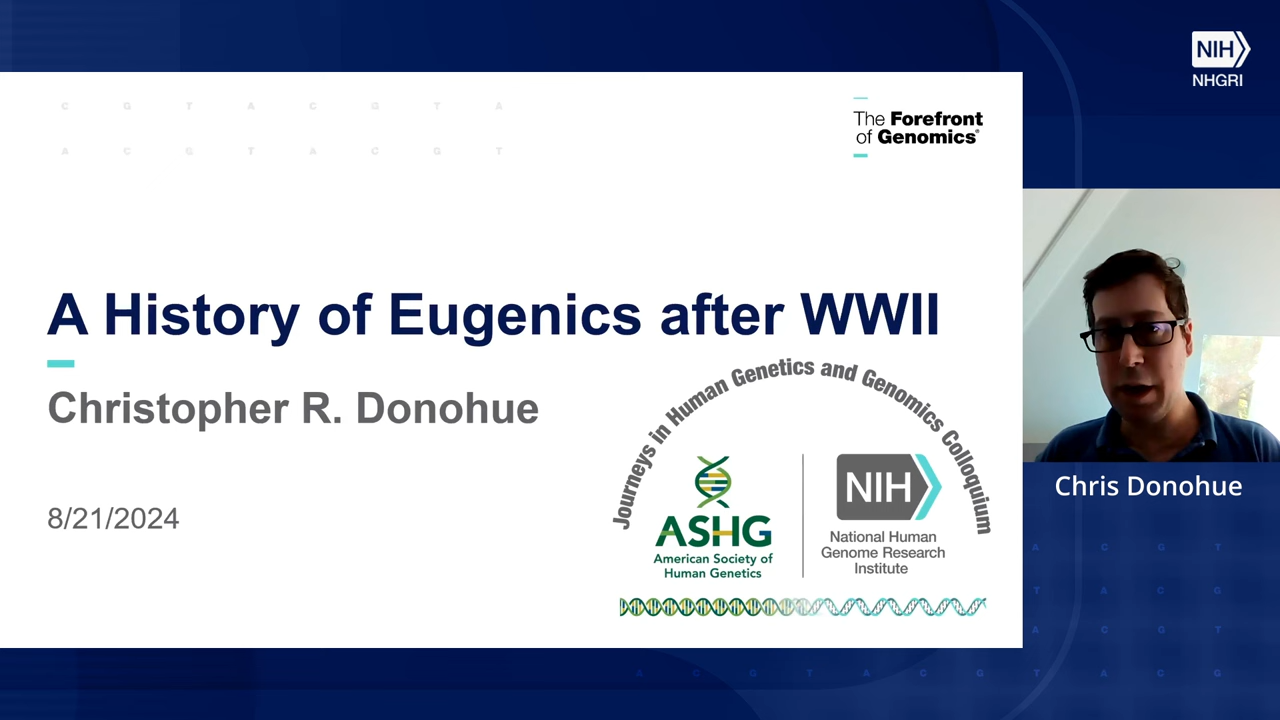 NIH
NHGRI
C G T A C G T A
A C G T A C G T
The Forefront
of Genomics®
A History of Eugenics after WWII
Christopher R. Donohue
8/21/2024
Journeys in Human Genetics and Genomics Colloquium
ASHG
American Society of
Human Genetics
NIH
National Human
Genome Research
Institute
Chris Donohue
A C G T
A T C G
G C G T
A C G T A C G T A C G